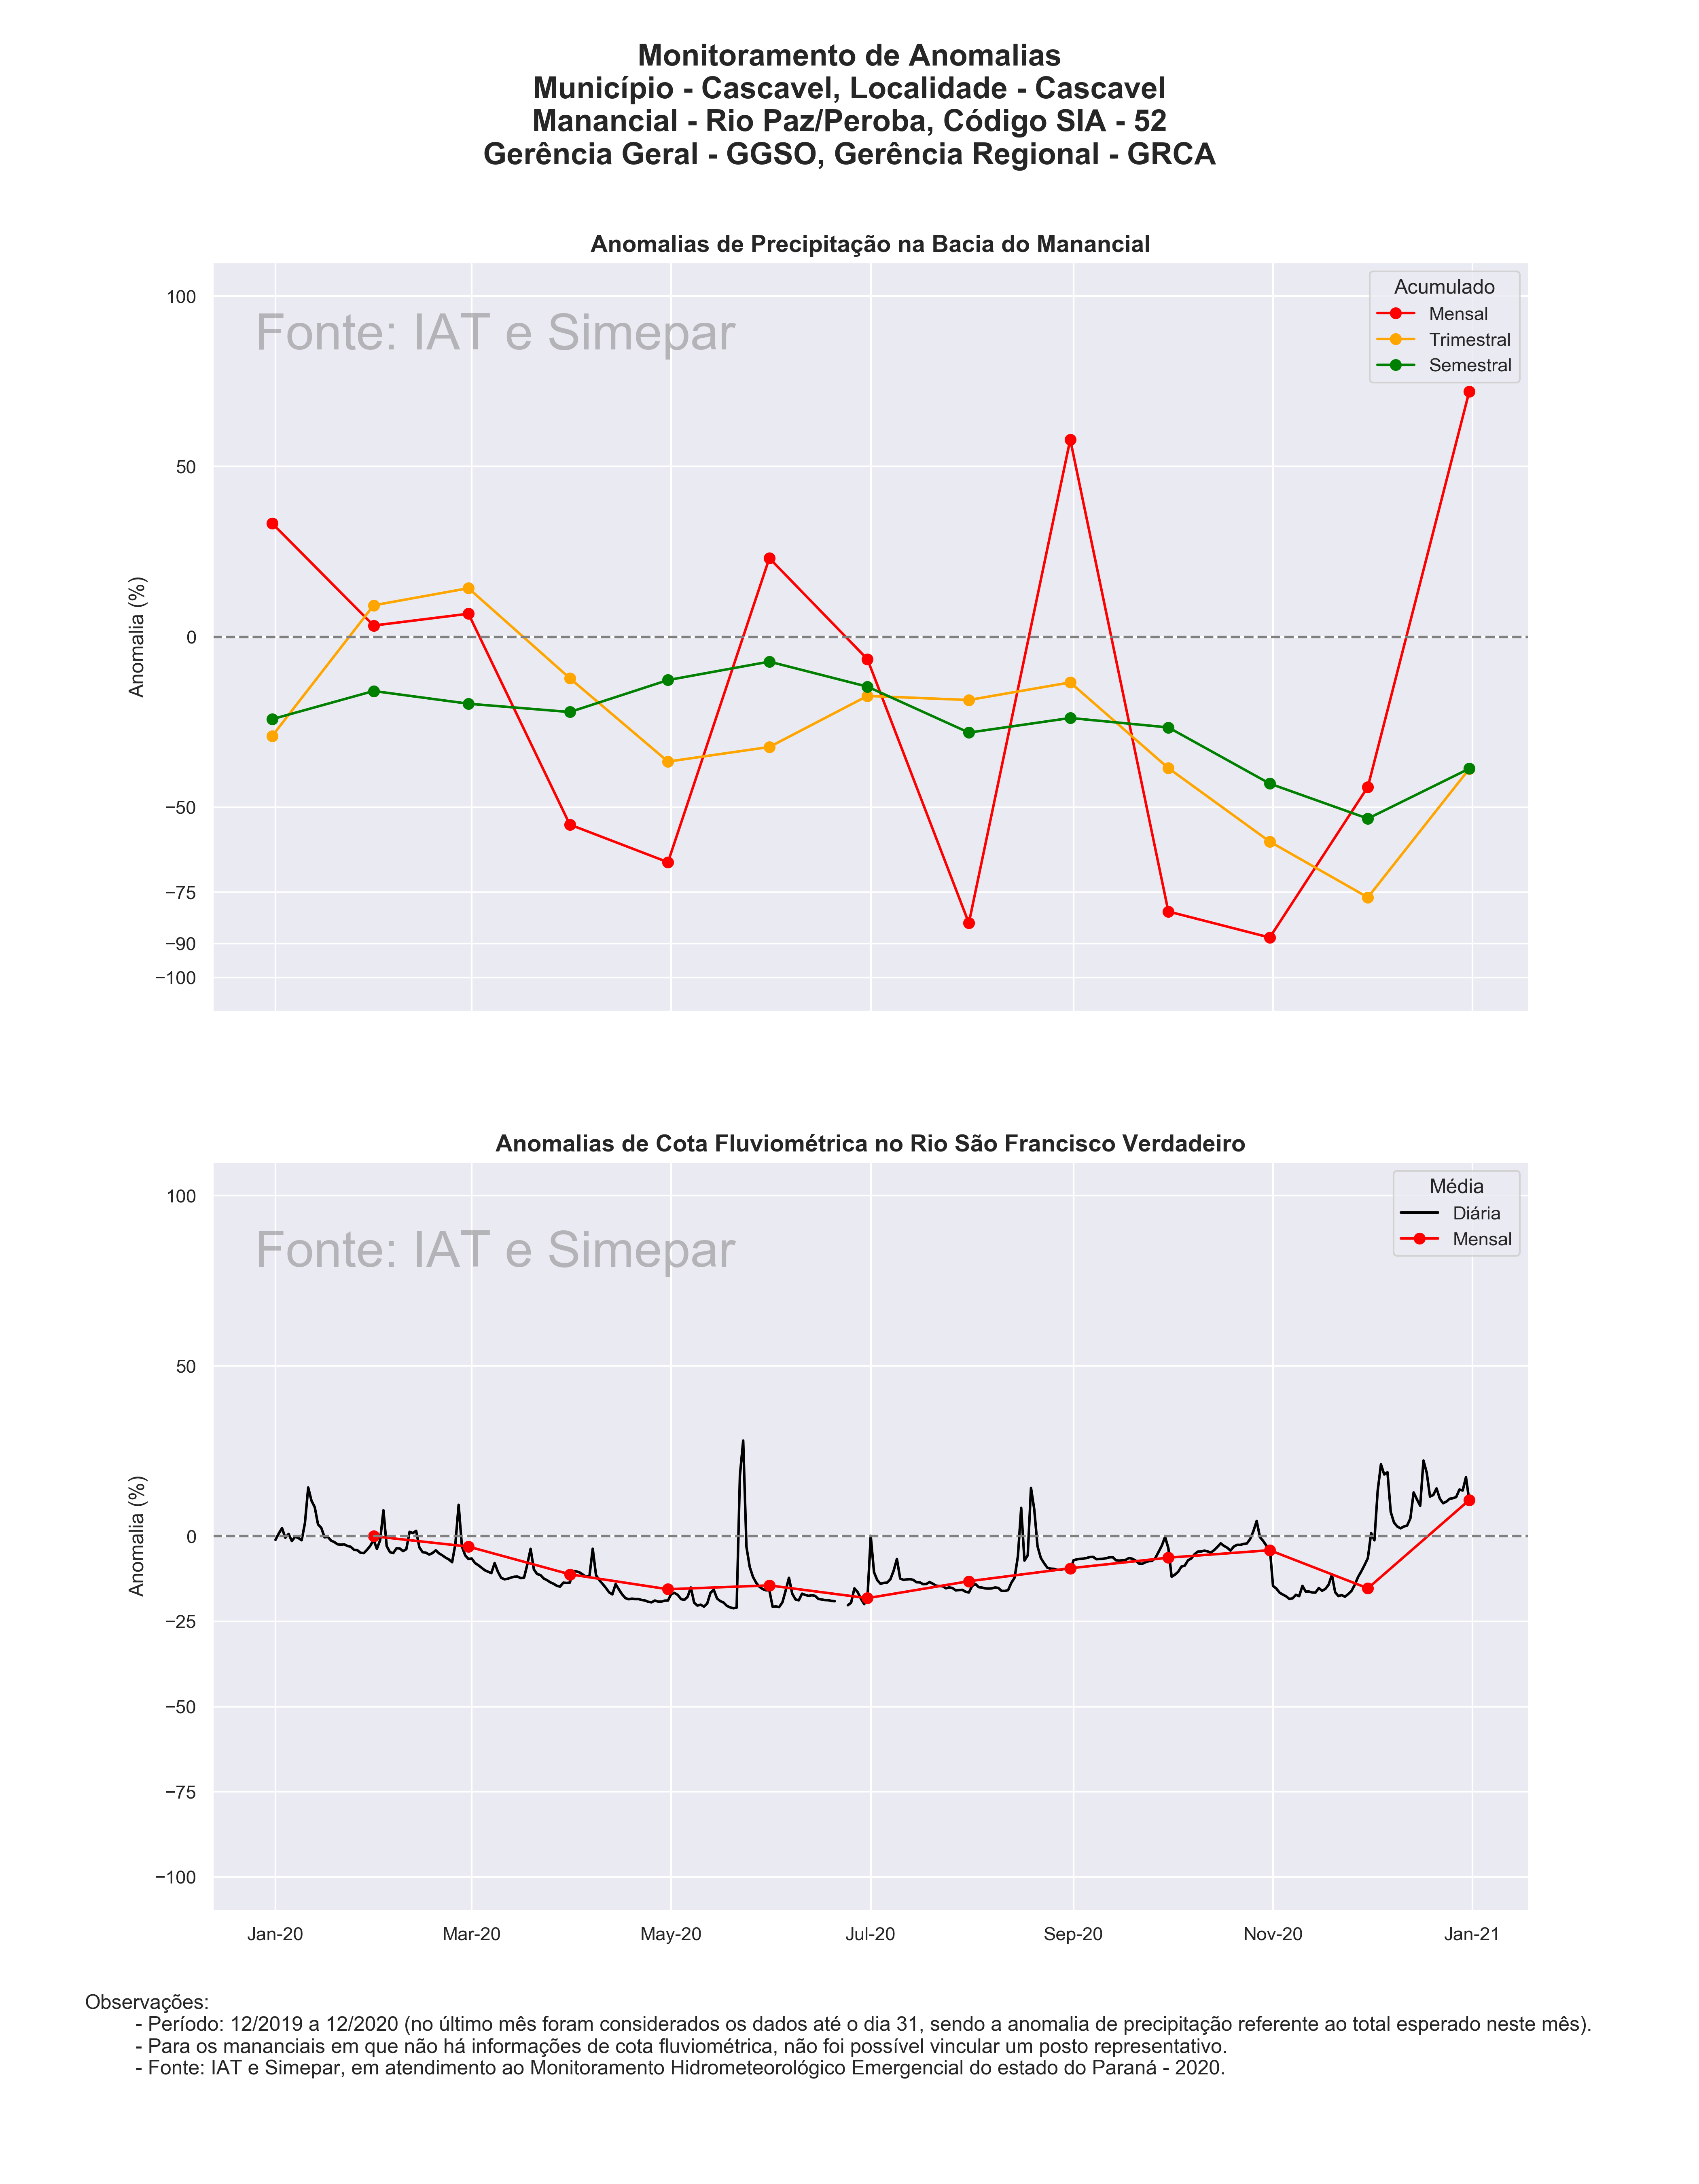 Monitoramento de Anomalias
Município - Cascavel, Localidade - Cascavel
Manancial - Rio Paz/Peroba, Código SIA - 52
Gerência Geral - GGSO, Gerência Regional - GRCA
Anomalias de Precipitação na Bacia do Manancial
Fonte: IAT e Simepar
Acumulado
Mensal
Trimestral
Semestral
Anomalia (%)
100
50
0
−50
−75
−90
−100
Anomalias de Cota Fluviométrica no Rio São Francisco Verdadeiro
Fonte: IAT e Simepar
Média
Diária
Mensal
Anomalia (%)
100
50
0
−25
−50
−75
−100
Jan-20 Mar-20 May-20 Jul-20 Sep-20 Nov-20 Jan-21
Observações:
- Período: 12/2019 a 12/2020 (no último mês foram considerados os dados até o dia 31, sendo a anomalia de precipitação referente ao total esperado neste mês).
- Para os mananciais em que não há informações de cota fluviométrica, não foi possível vincular um posto representativo.
- Fonte: IAT e Simepar, em atendimento ao Monitoramento Hidrometeorológico Emergencial do estado do Paraná - 2020.